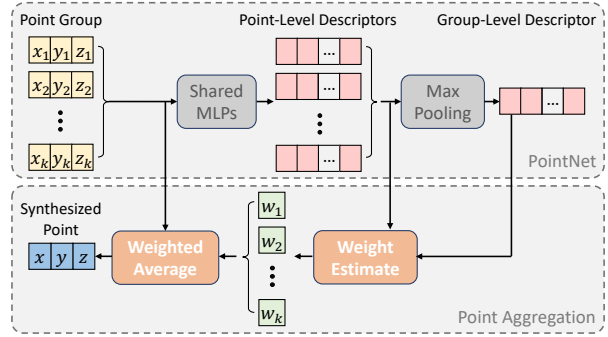 Point Group
Point-Level Descriptors
Group-Level Descriptor
x₁ y₁ z₁
x₂ y₂ z₂
⋮
xₖ yₖ zₖ
Shared
MLPs
...
...
⋮
...
Max
Pooling
...
PointNet
Synthesized
Point
x y z
Weighted
Average
w₁
w₂
⋮
wₖ
Weight
Estimate
Point Aggregation